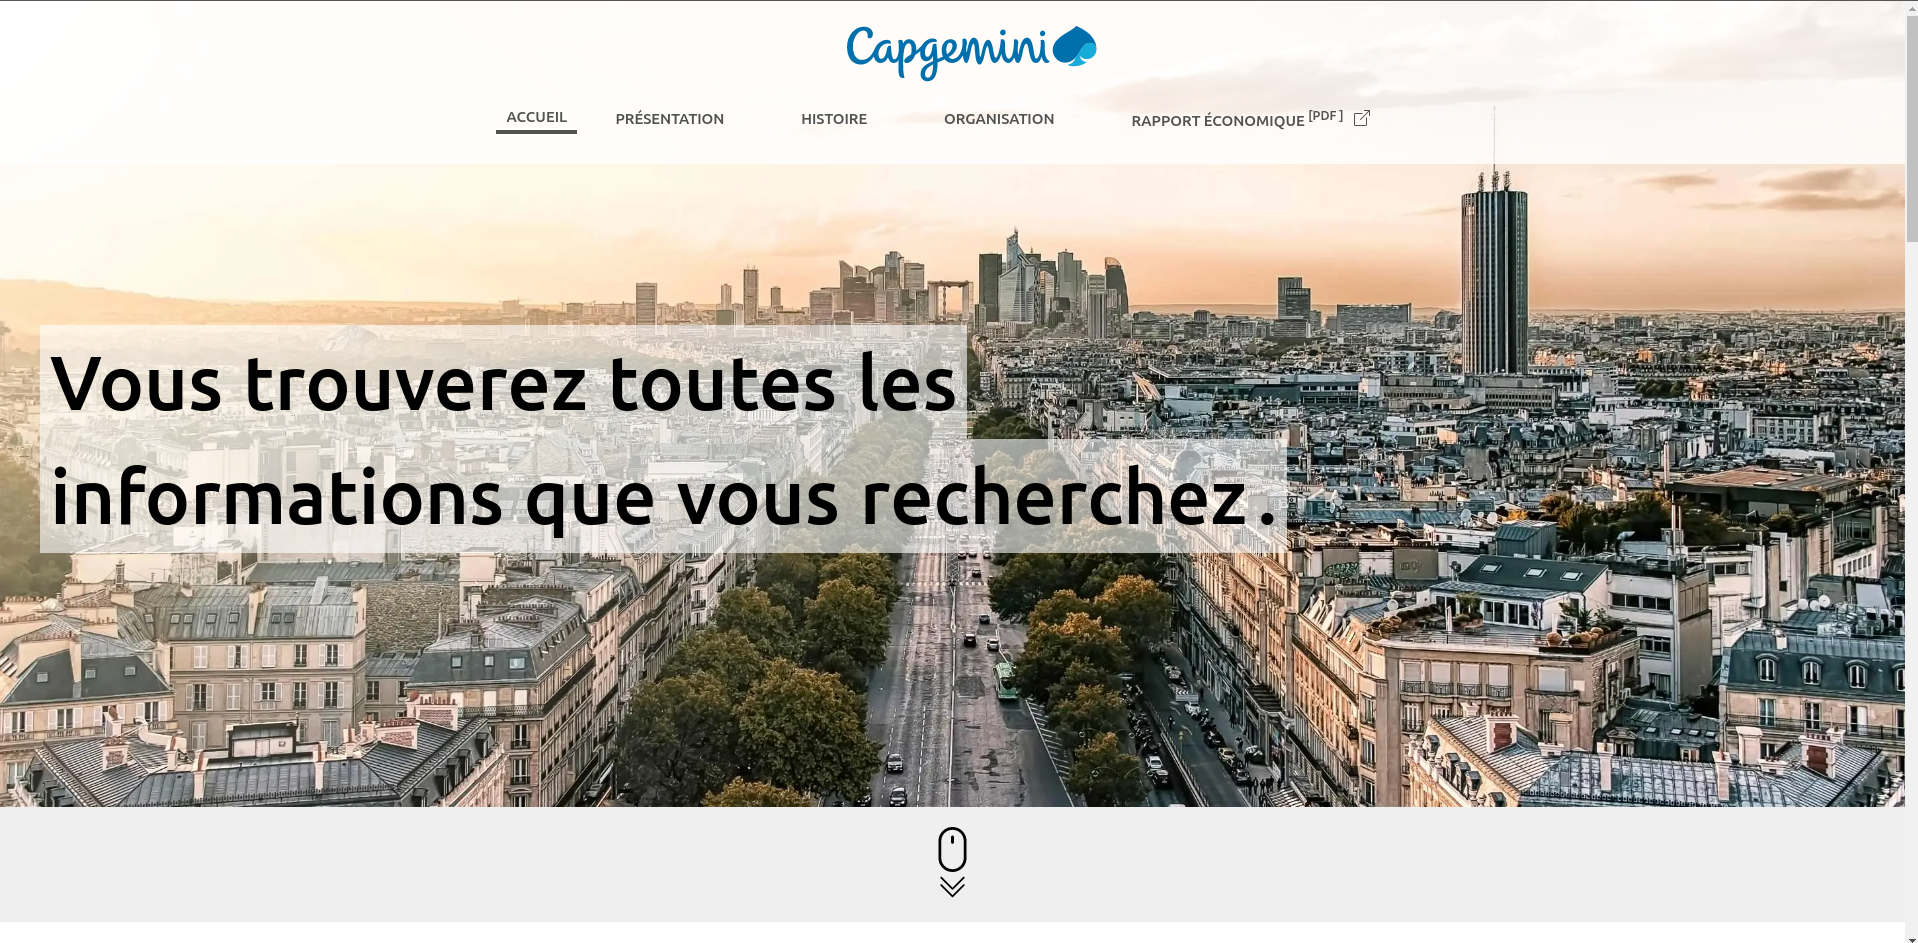 Capgemini
ACCUEIL PRÉSENTATION HISTOIRE ORGANISATION RAPPORT ÉCONOMIQUE [PDF ]
Vous trouverez toutes les
informations que vous recherchez.